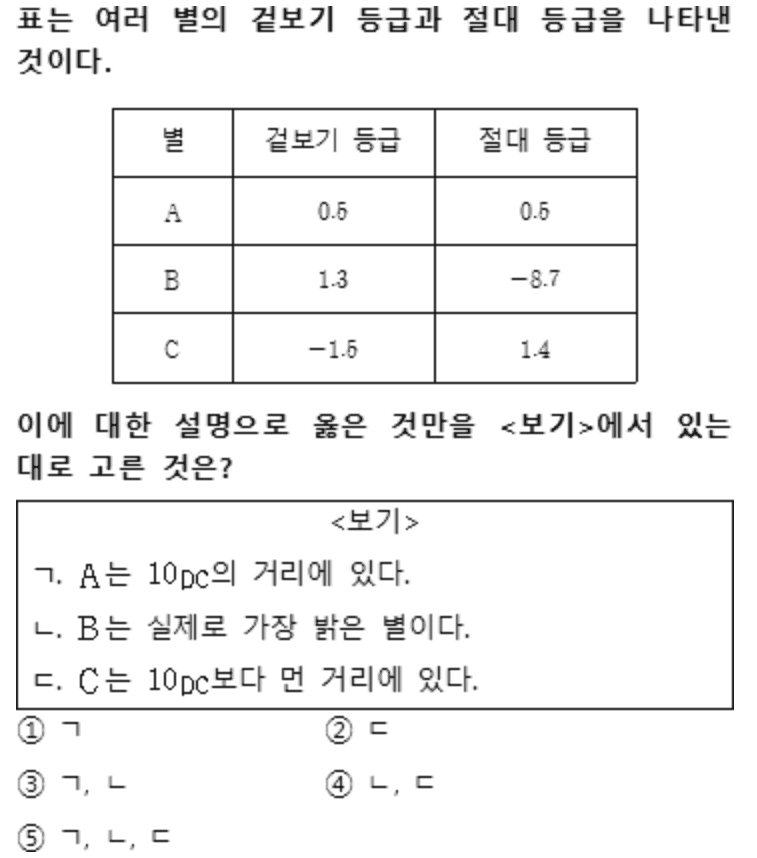 표는 여러 별의 겉보기 등급과 절대 등급을 나타낸
것이다.
별 겉보기 등급 절대 등급
A 0.5 0.5
B 1.3 −8.7
C −1.5 1.4
이에 대한 설명으로 옳은 것만을 <보기>에서 있는
대로 고른 것은?
<보기>
ㄱ. A는 10pc의 거리에 있다.
ㄴ. B는 실제로 가장 밝은 별이다.
ㄷ. C는 10pc보다 먼 거리에 있다.
① ㄱ ② ㄷ
③ ㄱ, ㄴ ④ ㄴ, ㄷ
⑤ ㄱ, ㄴ, ㄷ